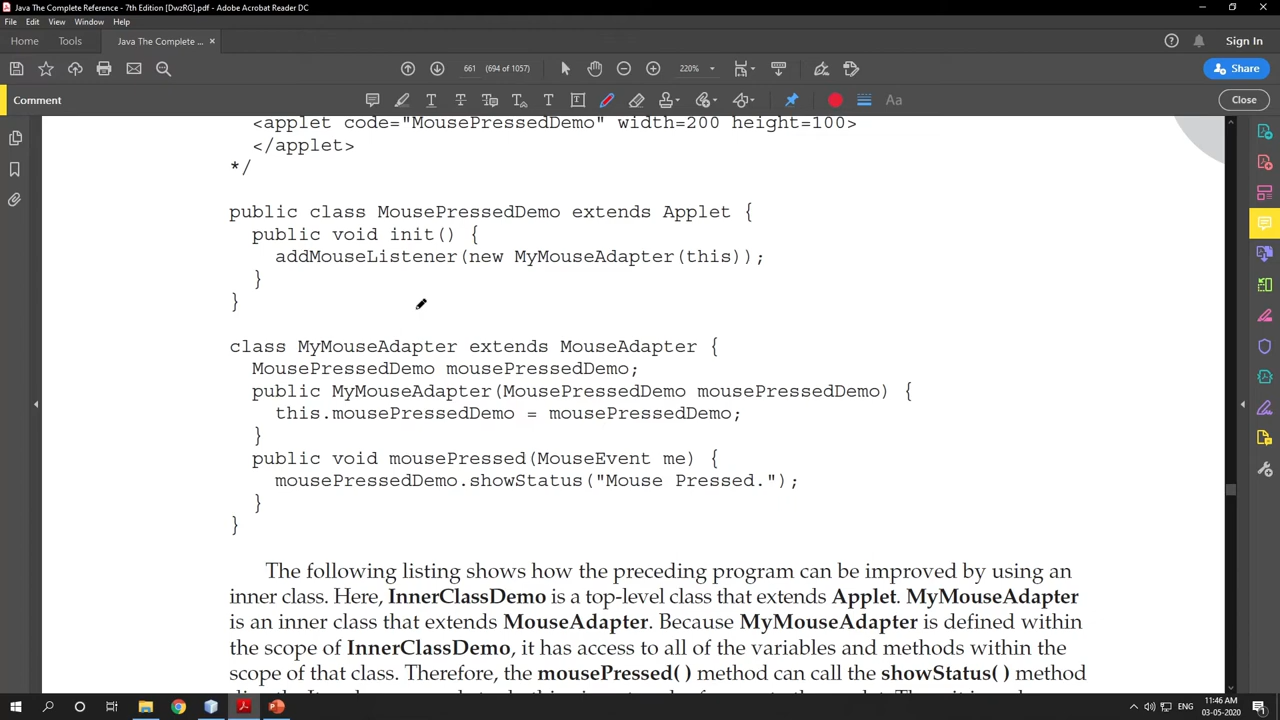 Java The Complete Reference - 7th Edition [DwzRG].pdf - Adobe Acrobat Reader DC
File Edit View Window Help
Home Tools Java The Complete ... × Sign In
661 (694 of 1057) 220% Share
Comment Aa Close
<applet code="MousePressedDemo" width=200 height=100>
</applet>
*/
public class MousePressedDemo extends Applet {
public void init() {
addMouseListener(new MyMouseAdapter(this));
}
}
class MyMouseAdapter extends MouseAdapter {
MousePressedDemo mousePressedDemo;
public MyMouseAdapter(MousePressedDemo mousePressedDemo) {
this.mousePressedDemo = mousePressedDemo;
}
public void mousePressed(MouseEvent me) {
mousePressedDemo.showStatus("Mouse Pressed.");
}
}
The following listing shows how the preceding program can be improved by using an
inner class. Here, InnerClassDemo is a top-level class that extends Applet. MyMouseAdapter
is an inner class that extends MouseAdapter. Because MyMouseAdapter is defined within
the scope of InnerClassDemo, it has access to all of the variables and methods within the
scope of that class. Therefore, the mousePressed( ) method can call the showStatus( ) method
ENG 11:46 AM
03-05-2020